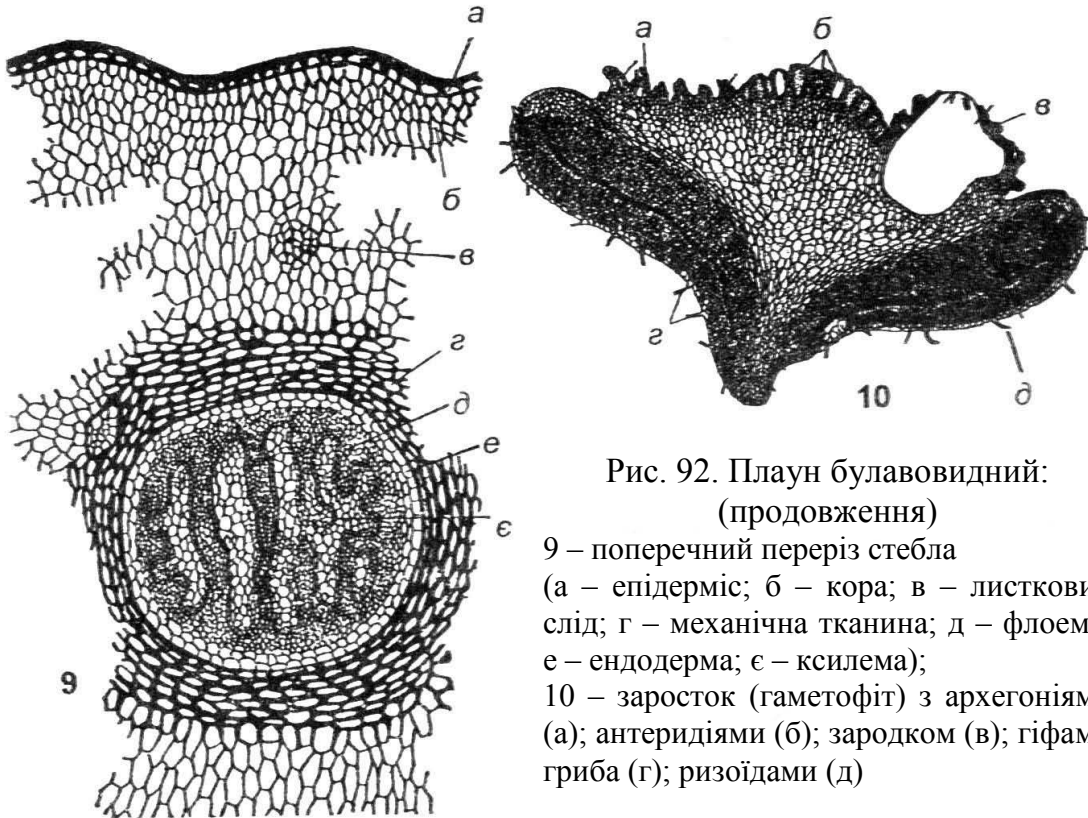 а
б
в
г
д
е
є
9
а
б
в
г
10
д
Рис. 92. Плаун булавовидний:
(продовження)
9 – поперечний переріз стебла
(а – епідерміс; б – кора; в – листкови
слід; г – механічна тканина; д – флоем
е – ендодерма; є – ксилема);
10 – заросток (гаметофіт) з архегоніям
(а); антеридіями (б); зародком (в); гіфам
гриба (г); ризоїдами (д)